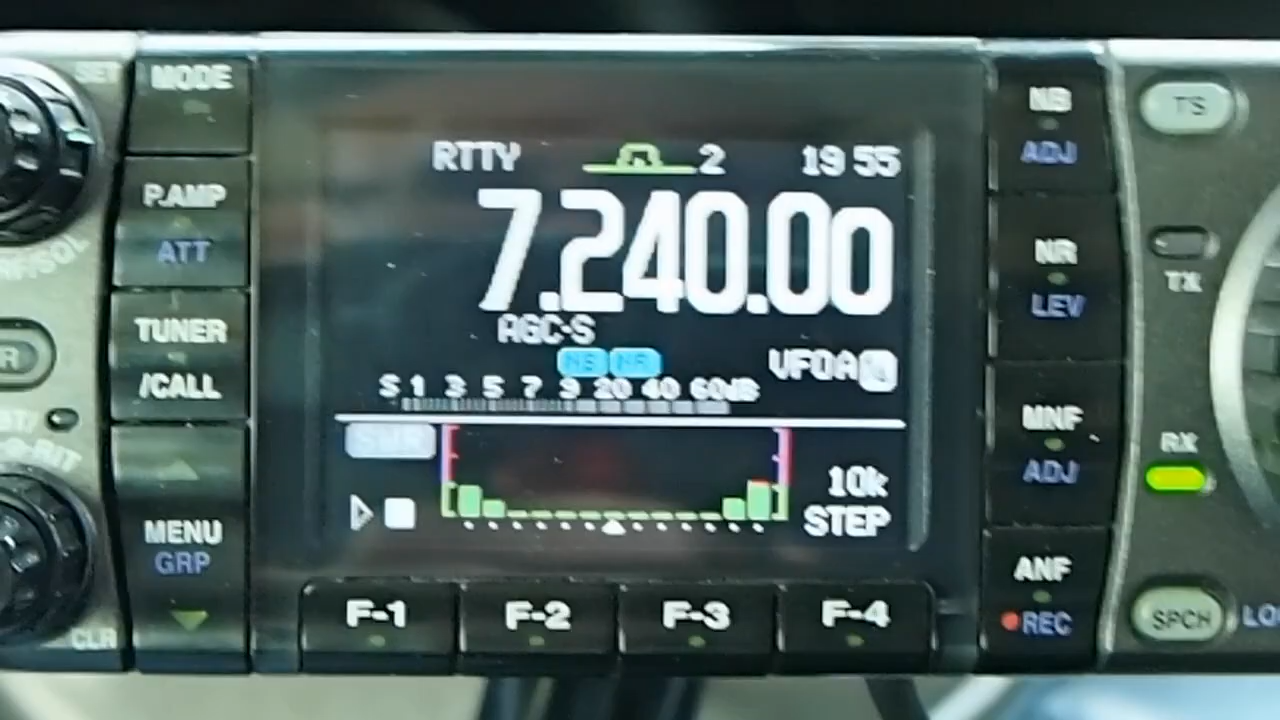 SET
MODE
P.AMP
ATT
TUNER
/CALL
MENU
GRP
CLR
RTTY 2 19 55
7.240.00
AGC-S
NB NR
VFOA
S 1 3 5 7 9 20 40 60dB
SWR
10k
STEP
F-1 F-2 F-3 F-4
NB
ADJ
NR
LEV
MNF
ADJ
ANF
REC
TS
TX
RX
SPCH